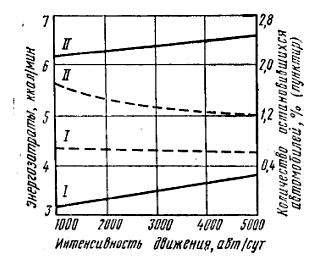 Энергозатраты, ккал/мин
7
6
5
4
3
II
II
I
I
2,8
2,0
1,2
0,4
Количество остановившихся
автомобилей, % (пунктир)
1000 2000 3000 4000 5000
Интенсивность движения, авт/сут